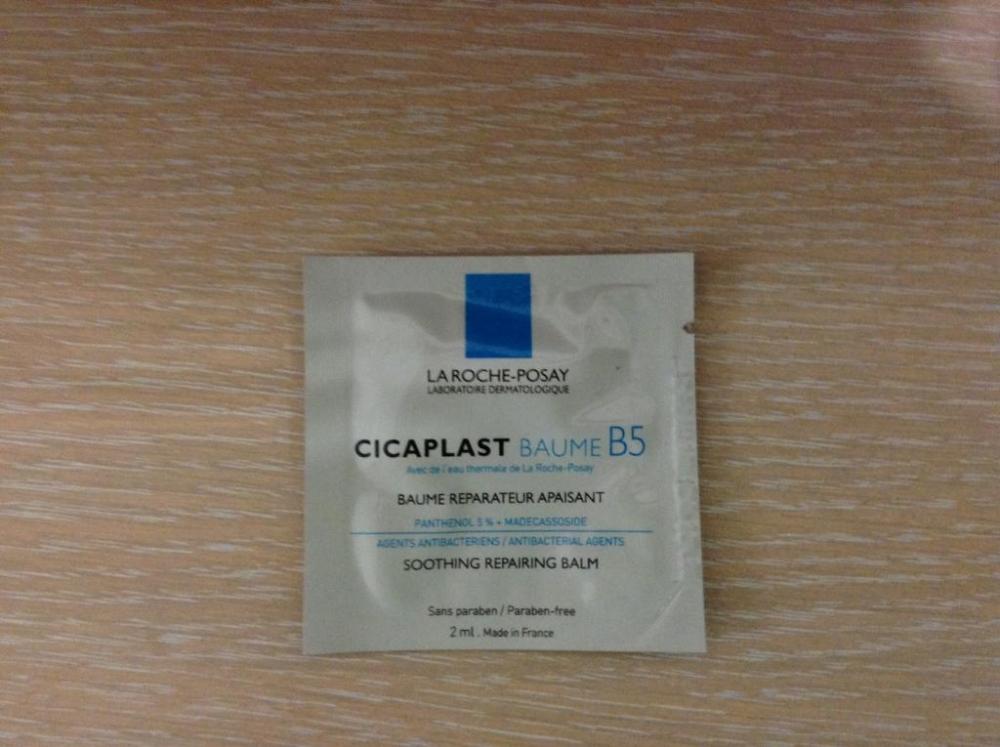 LA ROCHE-POSAY
LABORATOIRE DERMATOLOGIQUE
CICAPLAST BAUME B5
Avec de l'eau thermale de La Roche-Posay
BAUME REPARATEUR APAISANT
PANTHENOL 5 % + MADECASSOSIDE
AGENTS ANTIBACTERIENS / ANTIBACTERIAL AGENTS
SOOTHING REPAIRING BALM
Sans paraben / Paraben-free
2 ml . Made in France